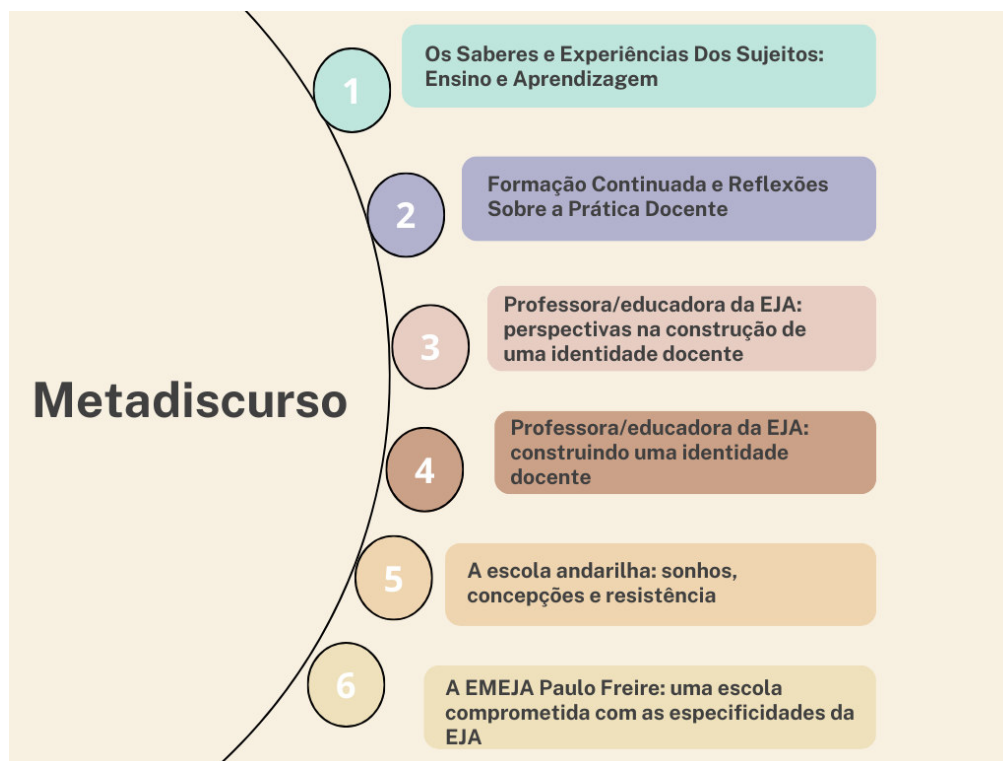 1
Os Saberes e Experiências Dos Sujeitos:
Ensino e Aprendizagem
2
Formação Continuada e Reflexões
Sobre a Prática Docente
3
Professora/educadora da EJA:
perspectivas na construção de
uma identidade docente
Metadiscurso
4
Professora/educadora da EJA:
construindo uma identidade
docente
5
A escola andarilha: sonhos,
concepções e resistência
6
A EMEJA Paulo Freire: uma escola
comprometida com as especificidades da
EJA